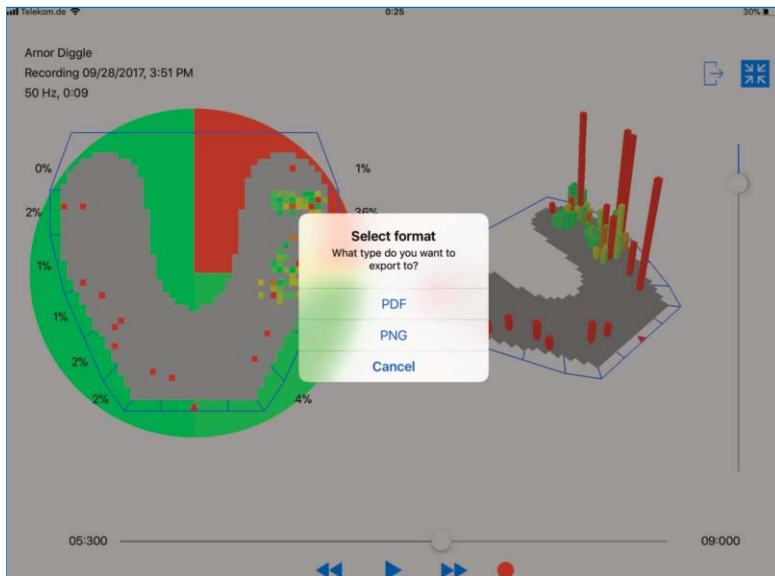 Telekom.de
0:25
30%
Arnor Diggle
Recording 09/28/2017, 3:51 PM
50 Hz, 0:09
0%
1%
2%
36%
Select format
What type do you want to
export to?
1%
PDF
1%
PNG
2%
Cancel
2%
4%
05:300
09:000